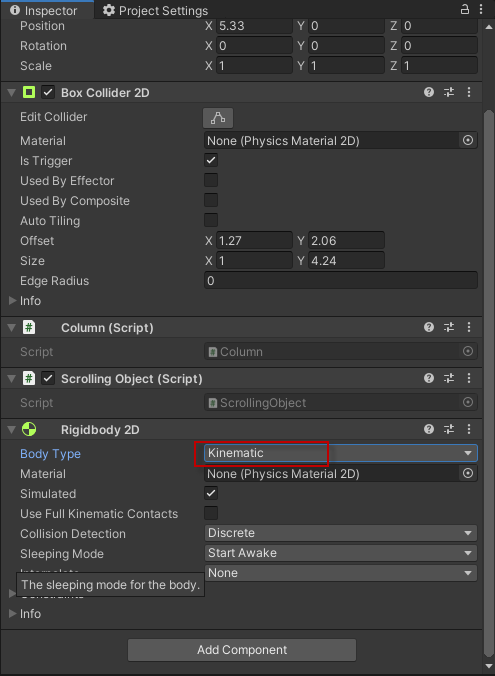 Inspector Project Settings
Position X 5.33 Y 0 Z 0
Rotation X 0 Y 0 Z 0
Scale X 1 Y 1 Z 1
Box Collider 2D
Edit Collider
Material None (Physics Material 2D)
Is Trigger
Used By Effector
Used By Composite
Auto Tiling
Offset X 1.27 Y 2.06
Size X 1 Y 4.24
Edge Radius 0
Info
# Column (Script)
Script # Column
# Scrolling Object (Script)
Script # ScrollingObject
Rigidbody 2D
Body Type Kinematic
Material None (Physics Material 2D)
Simulated
Use Full Kinematic Contacts
Collision Detection Discrete
Sleeping Mode Start Awake
None
The sleeping mode for the body.
Info
Add Component